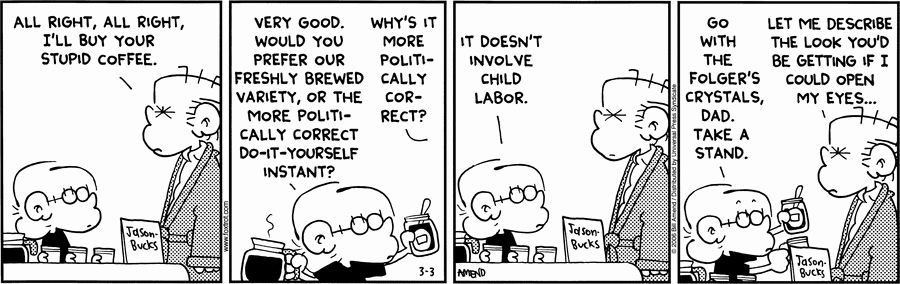 ALL RIGHT, ALL RIGHT,
I'LL BUY YOUR
STUPID COFFEE.
Jason-
Bucks
VERY GOOD.
WOULD YOU
PREFER OUR
FRESHLY BREWED
VARIETY, OR THE
MORE POLITI-
CALLY CORRECT
DO-IT-YOURSELF
INSTANT?
WHY'S IT
MORE
POLITI-
CALLY
COR-
RECT?
www.foxtrot.com
3-3
IT DOESN'T
INVOLVE
CHILD
LABOR.
Jason-
Bucks
AMEND
GO
WITH
THE
FOLGER'S
CRYSTALS,
DAD.
TAKE A
STAND.
LET ME DESCRIBE
THE LOOK YOU'D
BE GETTING IF I
COULD OPEN
MY EYES...
Jason-
Bucks